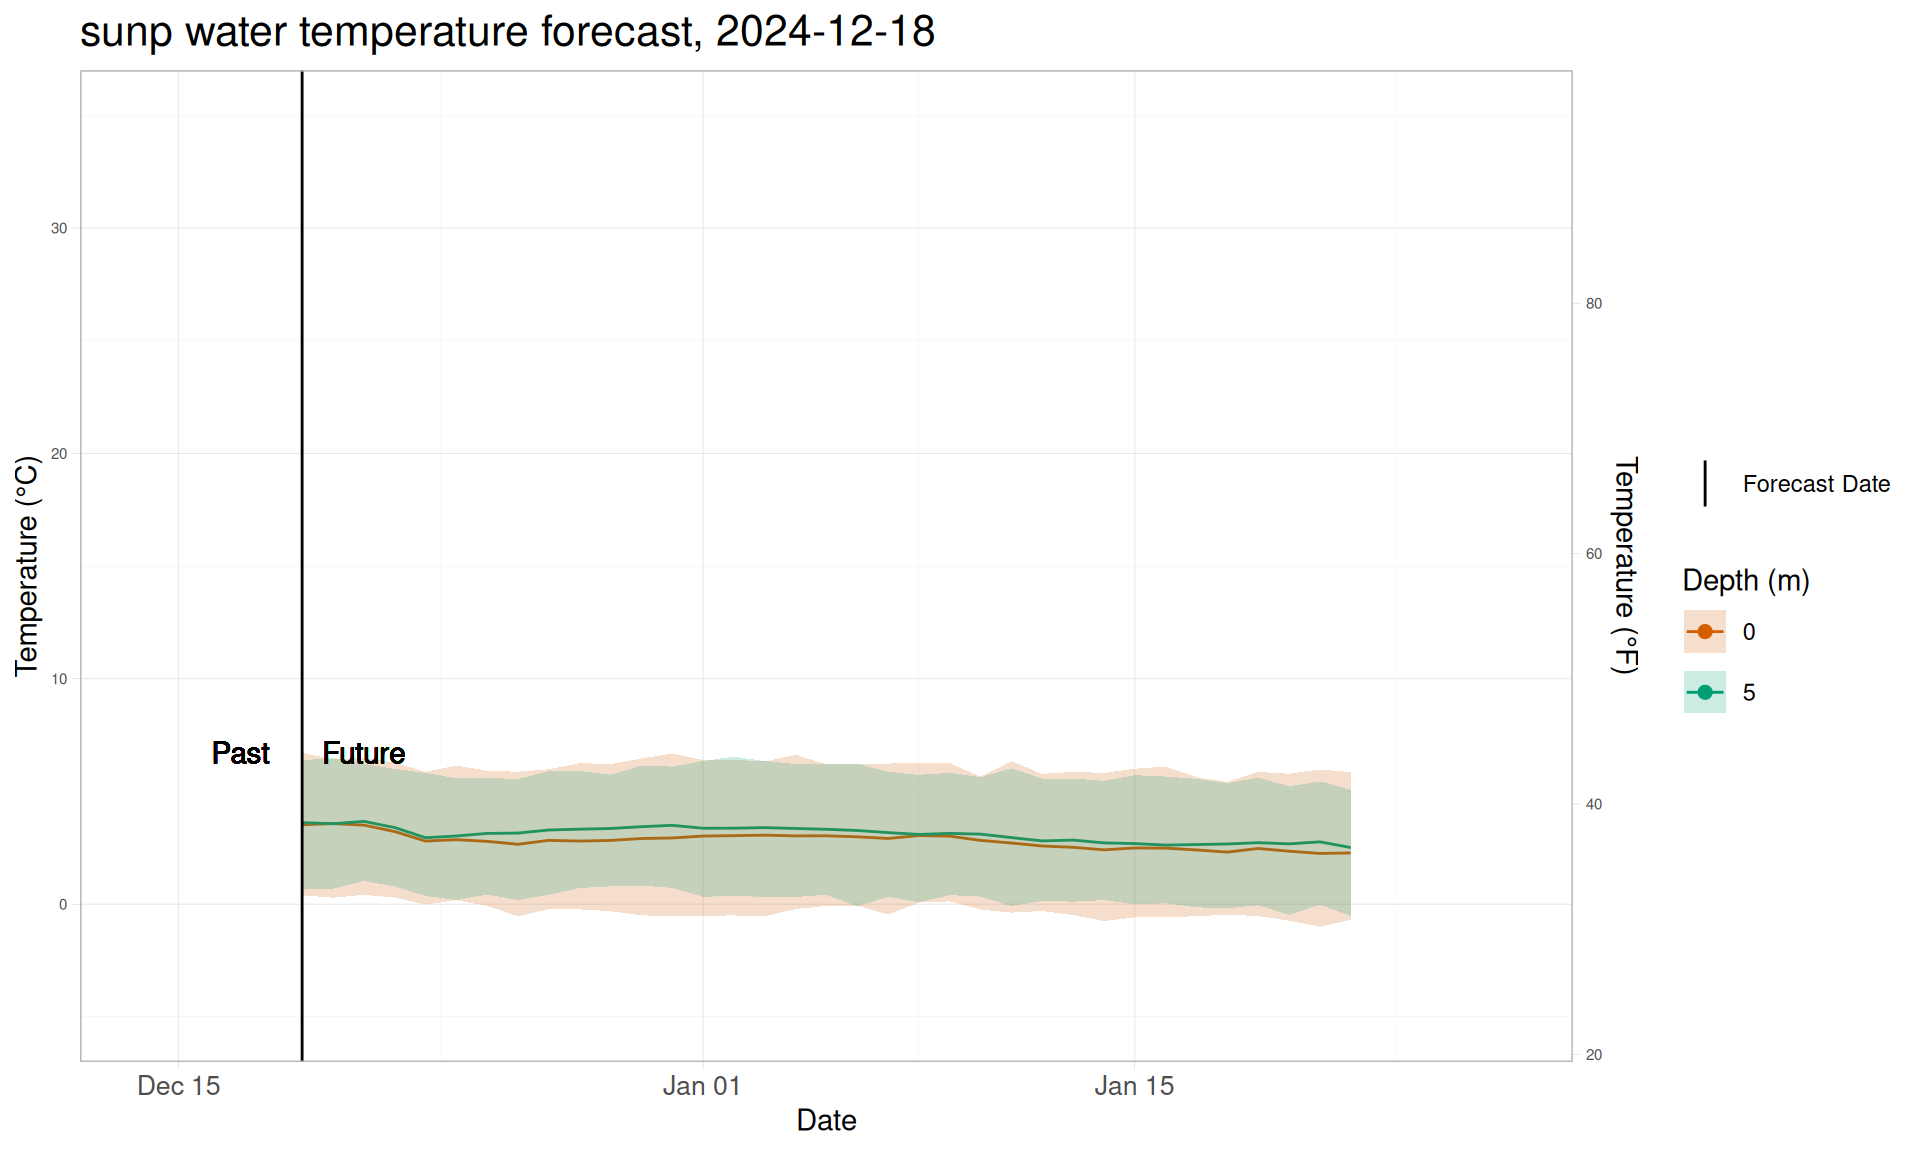 sunp water temperature forecast, 2024-12-18
Temperature (°C)
30
20
10
0
Past
Future
Dec 15
Jan 01
Jan 15
Date
80
60
40
20
Temperature (°F)
Forecast Date
Depth (m)
0
5